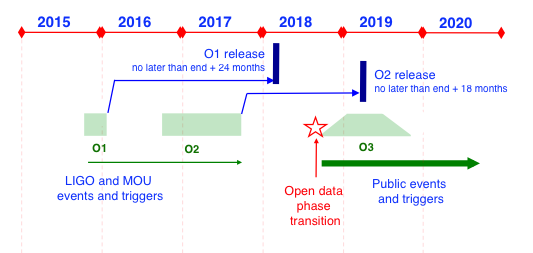 2015 2016 2017 2018 2019 2020
O1 release
no later than end + 24 months
O2 release
no later than end + 18 months
O1
O2
O3
LIGO and MOU
events and triggers
Open data
phase
transition
Public events
and triggers